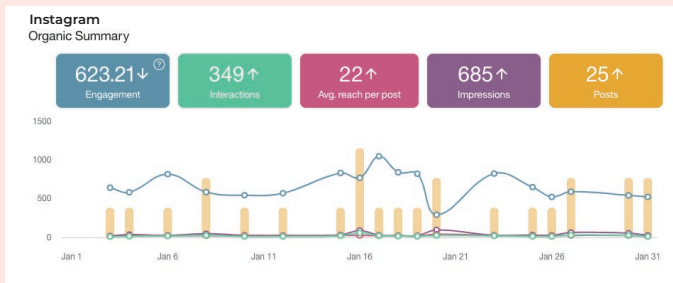 Instagram
Organic Summary
623.21↓ ?
Engagement
349↑
Interactions
22↑
Avg. reach per post
685↑
Impressions
25↑
Posts
1500
1000
500
0
Jan 1
Jan 6
Jan 11
Jan 16
Jan 21
Jan 26
Jan 31